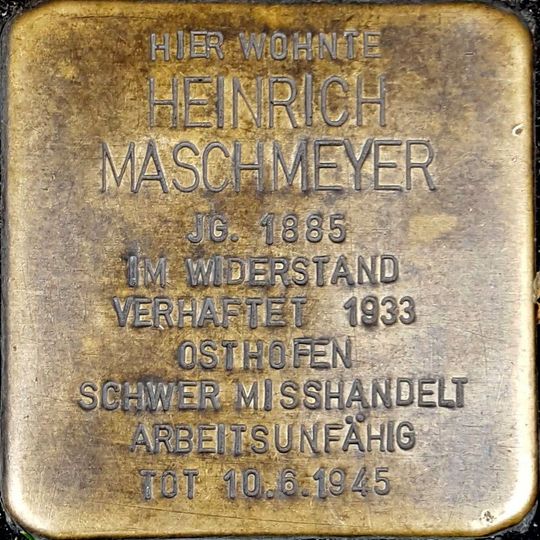 HIER WOHNTE
HEINRICH
MASCHMEYER
JG. 1885
IM WIDERSTAND
VERHAFTET 1933
OSTHOFEN
SCHWER MISSHANDELT
ARBEITSUNFÄHIG
TOT 10.6.1945